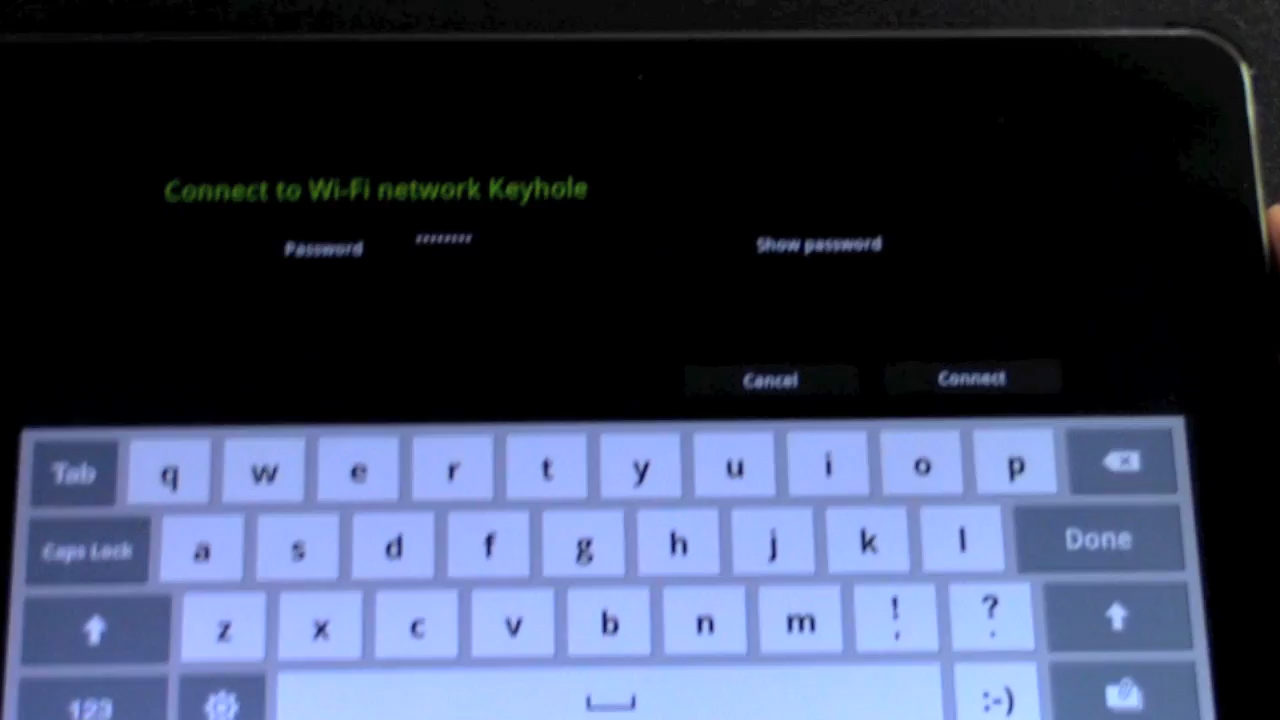 Connect to Wi-Fi network Keyhole
Password ········ Show password
Cancel Connect
Tab q w e r t y u i o p
Caps Lock a s d f g h j k l Done
z x c v b n m ! , ? .
123 :-)